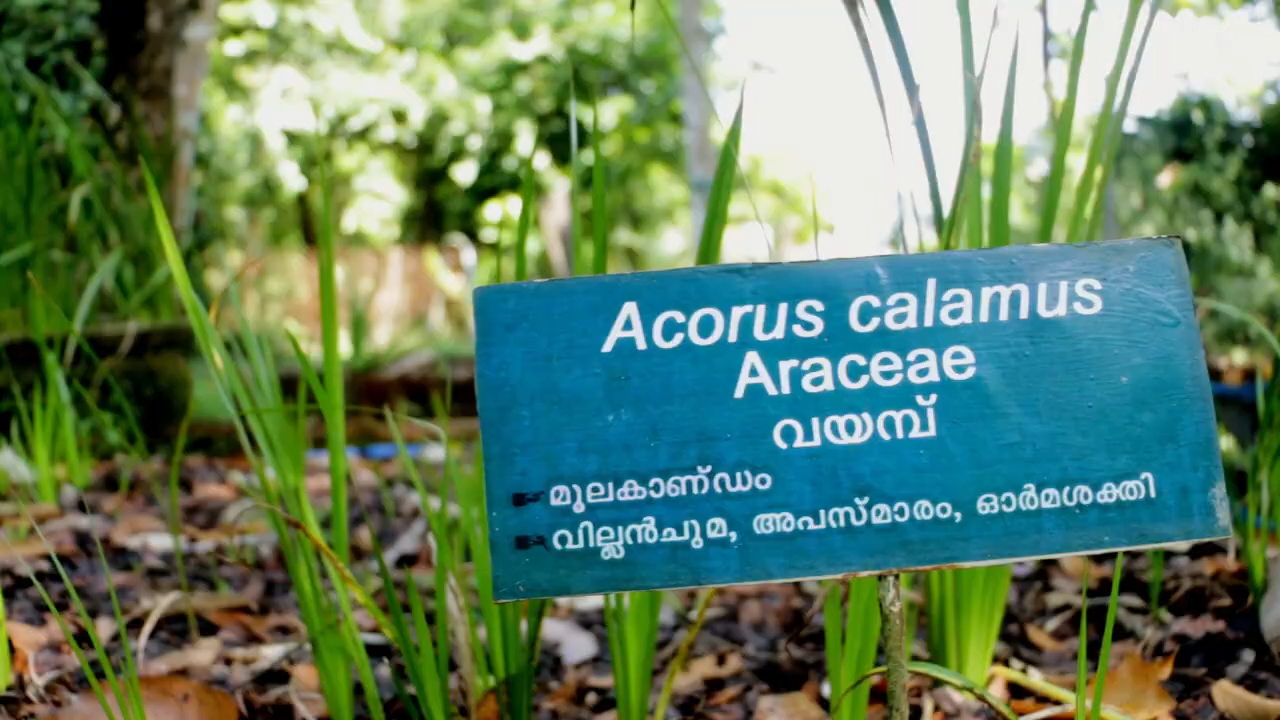 Acorus calamus
Araceae
വയമ്പ്
മൂലകാണ്ഡം
വില്ലൻചുമ, അപസ്മാരം, ഓർമശക്തി